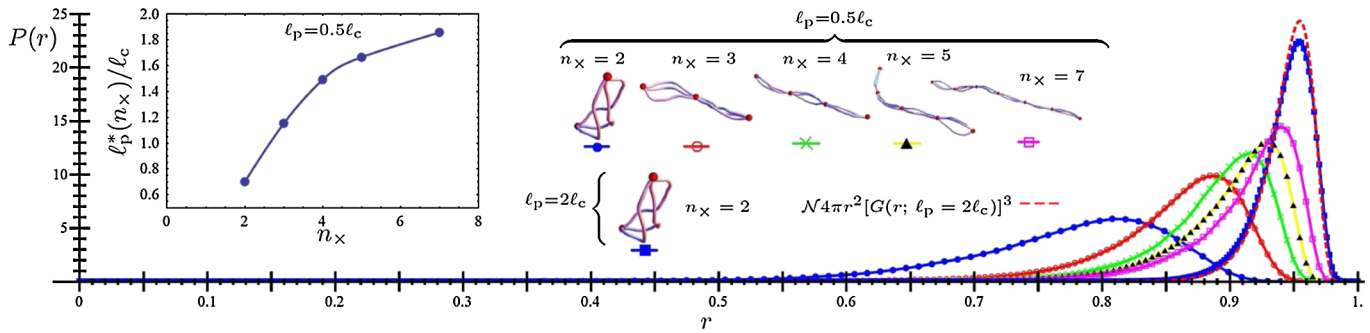 P(r)
25
20
15
10
5
ℓₚ*(n×)/ℓc
2.0
1.8
1.6
1.4
1.2
1.0
0.8
0.6
ℓₚ=0.5ℓc
0 2 4 6 8
n×
ℓₚ=0.5ℓc
n× = 2 n× = 3 n× = 4 n× = 5 n× = 7
ℓₚ=2ℓc n× = 2 𝒩4πr²[G(r; ℓₚ = 2ℓc)]³
0 0.1 0.2 0.3 0.4 0.5 0.6 0.7 0.8 0.9 1.
r